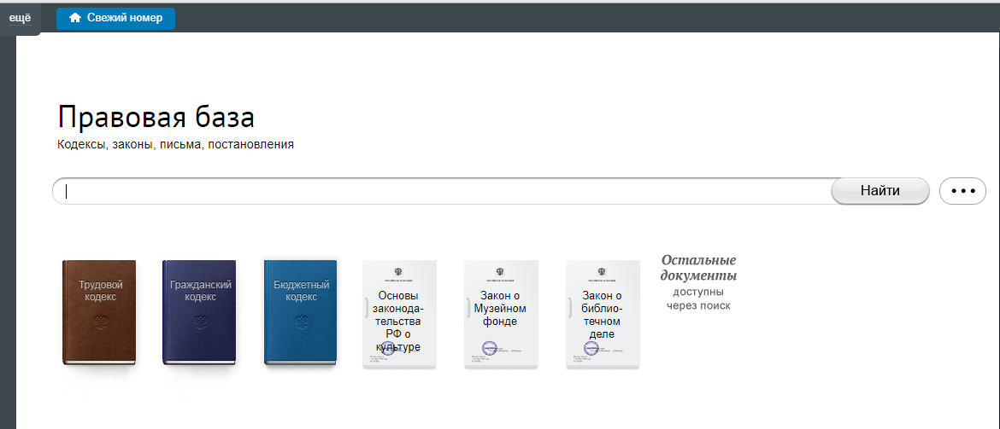 ещё
Свежий номер
Правовая база
Кодексы, законы, письма, постановления
Найти
Трудовой
кодекс
Гражданский
кодекс
Бюджетный
кодекс
Основы
законода-
тельства
РФ о
культуре
Закон о
Музейном
фонде
Закон о
библио-
течном
деле
Остальные
документы
доступны
через поиск